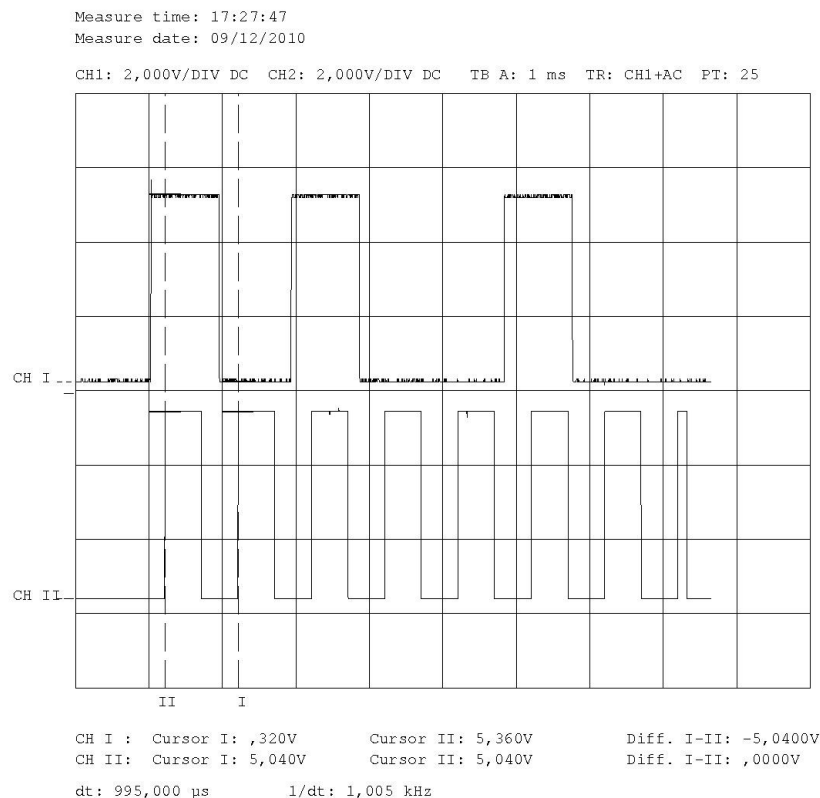 Measure time: 17:27:47
Measure date: 09/12/2010
CH1: 2,000V/DIV DC CH2: 2,000V/DIV DC TB A: 1 ms TR: CH1+AC PT: 25
CH I
CH II
II I
CH I : Cursor I: ,320V Cursor II: 5,360V Diff. I-II: -5,0400V
CH II: Cursor I: 5,040V Cursor II: 5,040V Diff. I-II: ,0000V
dt: 995,000 µs 1/dt: 1,005 kHz